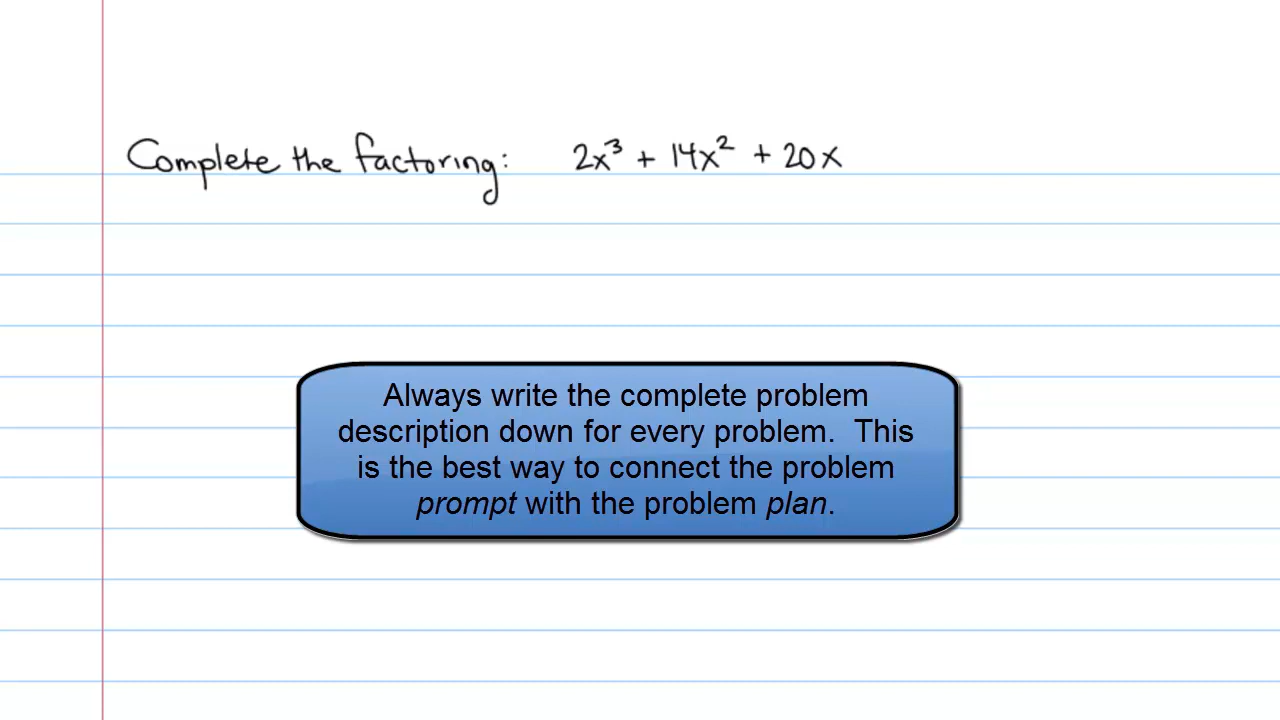 Complete the factoring: 2x³ + 14x² + 20x
Always write the complete problem
description down for every problem. This
is the best way to connect the problem
prompt with the problem plan.